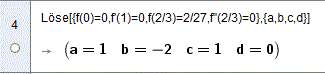 4
Löse[{f(0)=0,f'(1)=0,f(2/3)=2/27,f''(2/3)=0},{a,b,c,d}]
→ (a = 1 b = −2 c = 1 d = 0)